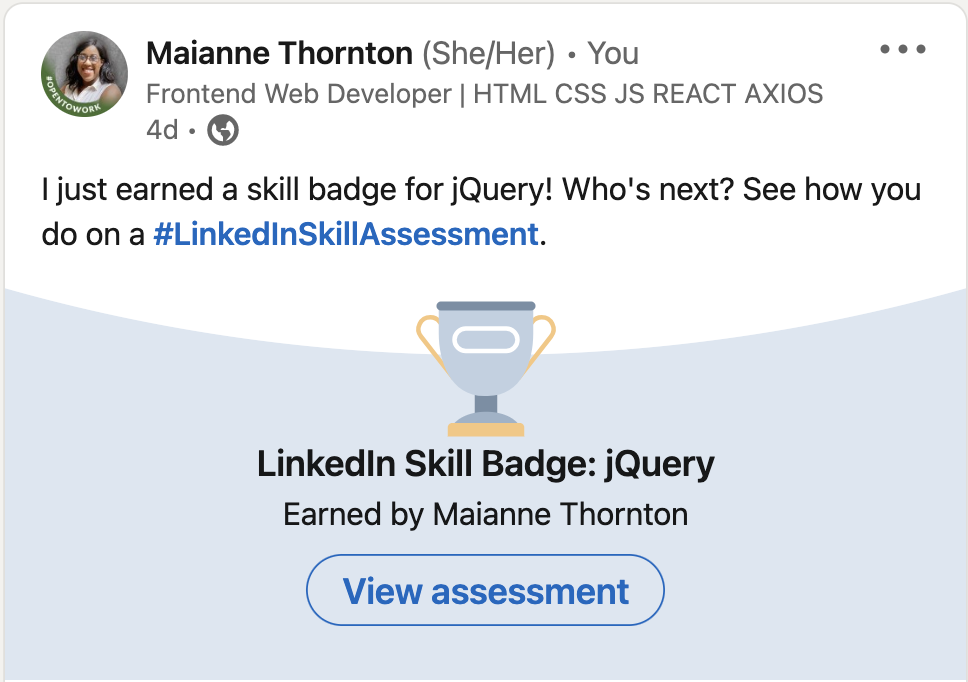 Maianne Thornton (She/Her) • You
Frontend Web Developer | HTML CSS JS REACT AXIOS
4d •
#OPENTOWORK
I just earned a skill badge for jQuery! Who's next? See how you
do on a #LinkedInSkillAssessment.
LinkedIn Skill Badge: jQuery
Earned by Maianne Thornton
View assessment